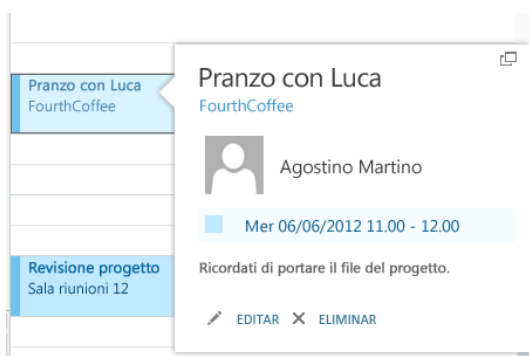 Pranzo con Luca
FourthCoffee
Revisione progetto
Sala riunioni 12
Pranzo con Luca
FourthCoffee
Agostino Martino
Mer 06/06/2012 11.00 - 12.00
Ricordati di portare il file del progetto.
EDITAR ELIMINAR